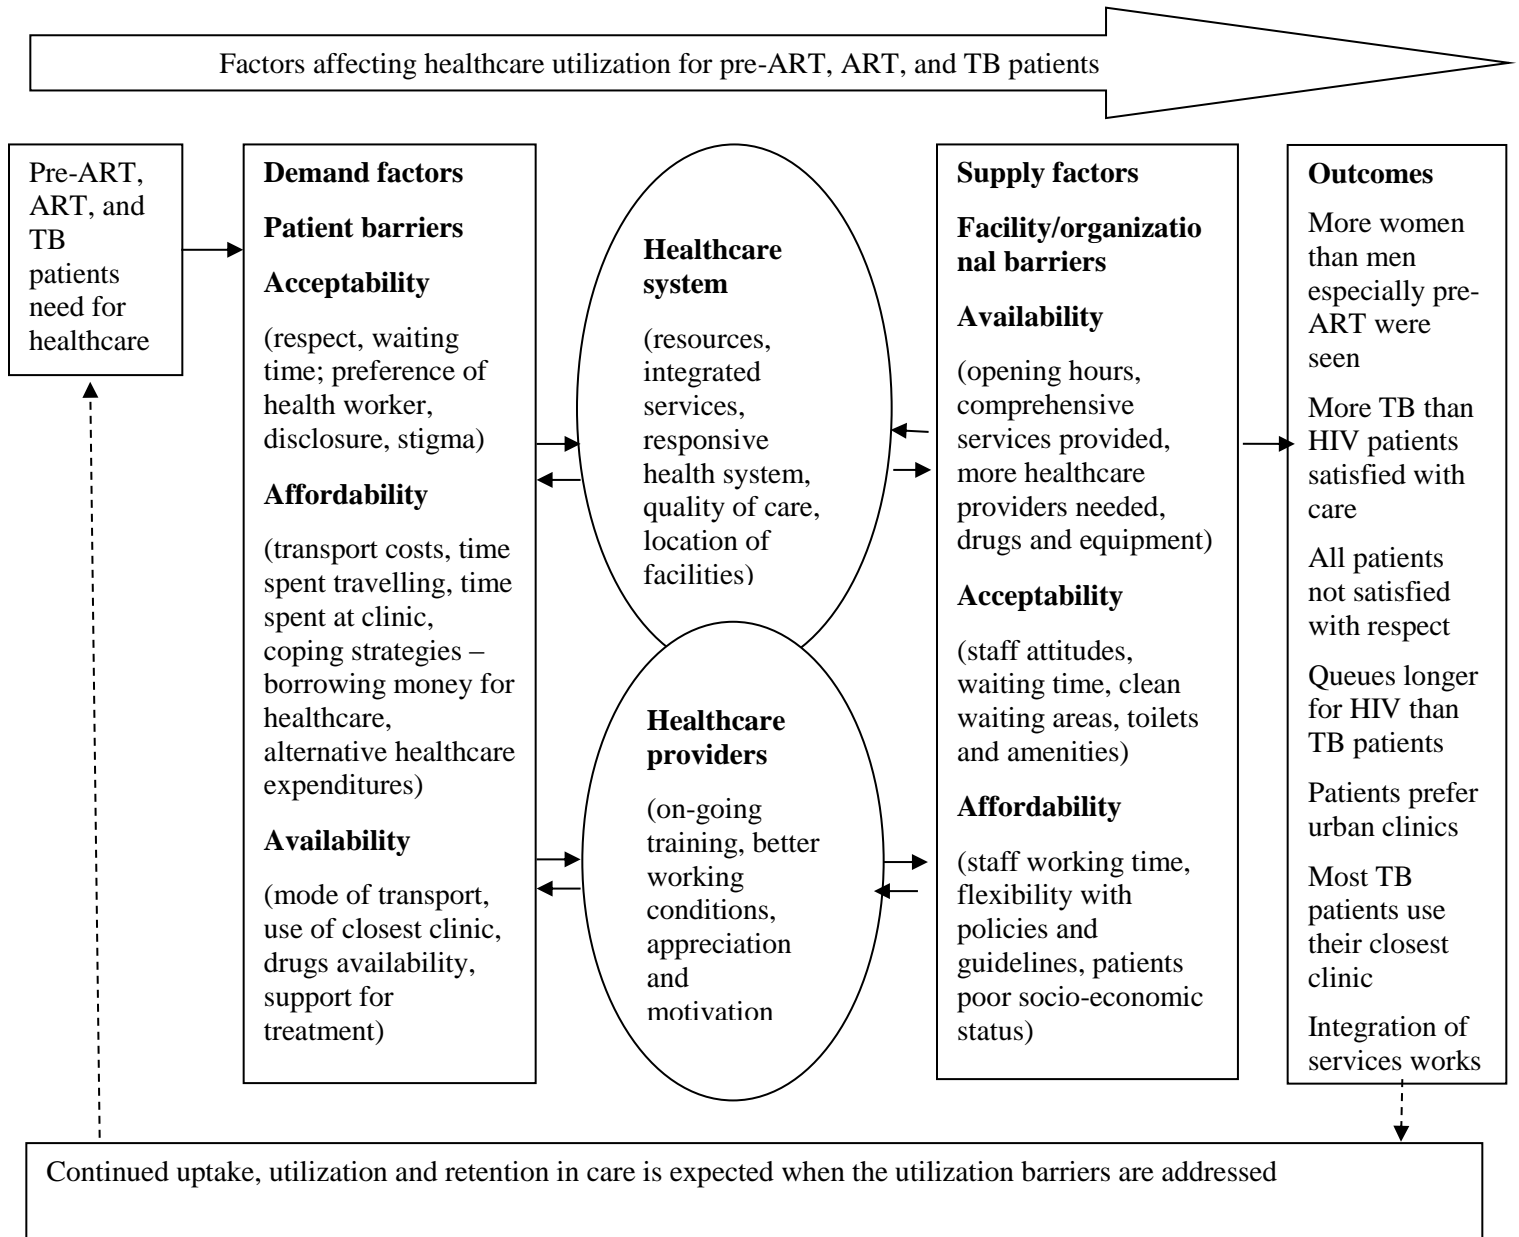 Factors affecting healthcare utilization for pre-ART, ART, and TB patients
Pre-ART,
ART, and
TB
patients
need for
healthcare
Demand factors
Patient barriers
Acceptability
(respect, waiting
time; preference of
health worker,
disclosure, stigma)
Affordability
(transport costs, time
spent travelling, time
spent at clinic,
coping strategies –
borrowing money for
healthcare,
alternative healthcare
expenditures)
Availability
(mode of transport,
use of closest clinic,
drugs availability,
support for
treatment)
Healthcare
system
(resources,
integrated
services,
responsive
health system,
quality of care,
location of
facilities)
Healthcare
providers
(on-going
training, better
working
conditions,
appreciation
and
motivation
Supply factors
Facility/organizatio
nal barriers
Availability
(opening hours,
comprehensive
services provided,
more healthcare
providers needed,
drugs and equipment)
Acceptability
(staff attitudes,
waiting time, clean
waiting areas, toilets
and amenities)
Affordability
(staff working time,
flexibility with
policies and
guidelines, patients
poor socio-economic
status)
Outcomes
More women
than men
especially pre-
ART were
seen
More TB than
HIV patients
satisfied with
care
All patients
not satisfied
with respect
Queues longer
for HIV than
TB patients
Patients prefer
urban clinics
Most TB
patients use
their closest
clinic
Integration of
services works
Continued uptake, utilization and retention in care is expected when the utilization barriers are addressed